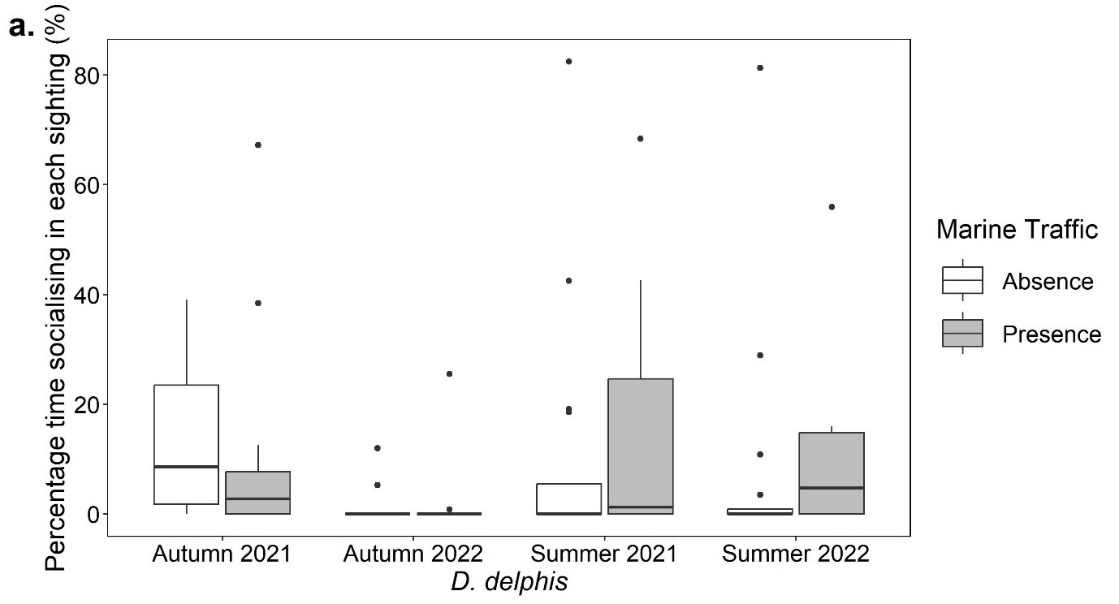 a.
Percentage time socialising in each sighting (%)
80
60
40
20
0
Autumn 2021
Autumn 2022
Summer 2021
Summer 2022
D. delphis
Marine Traffic
Absence
Presence